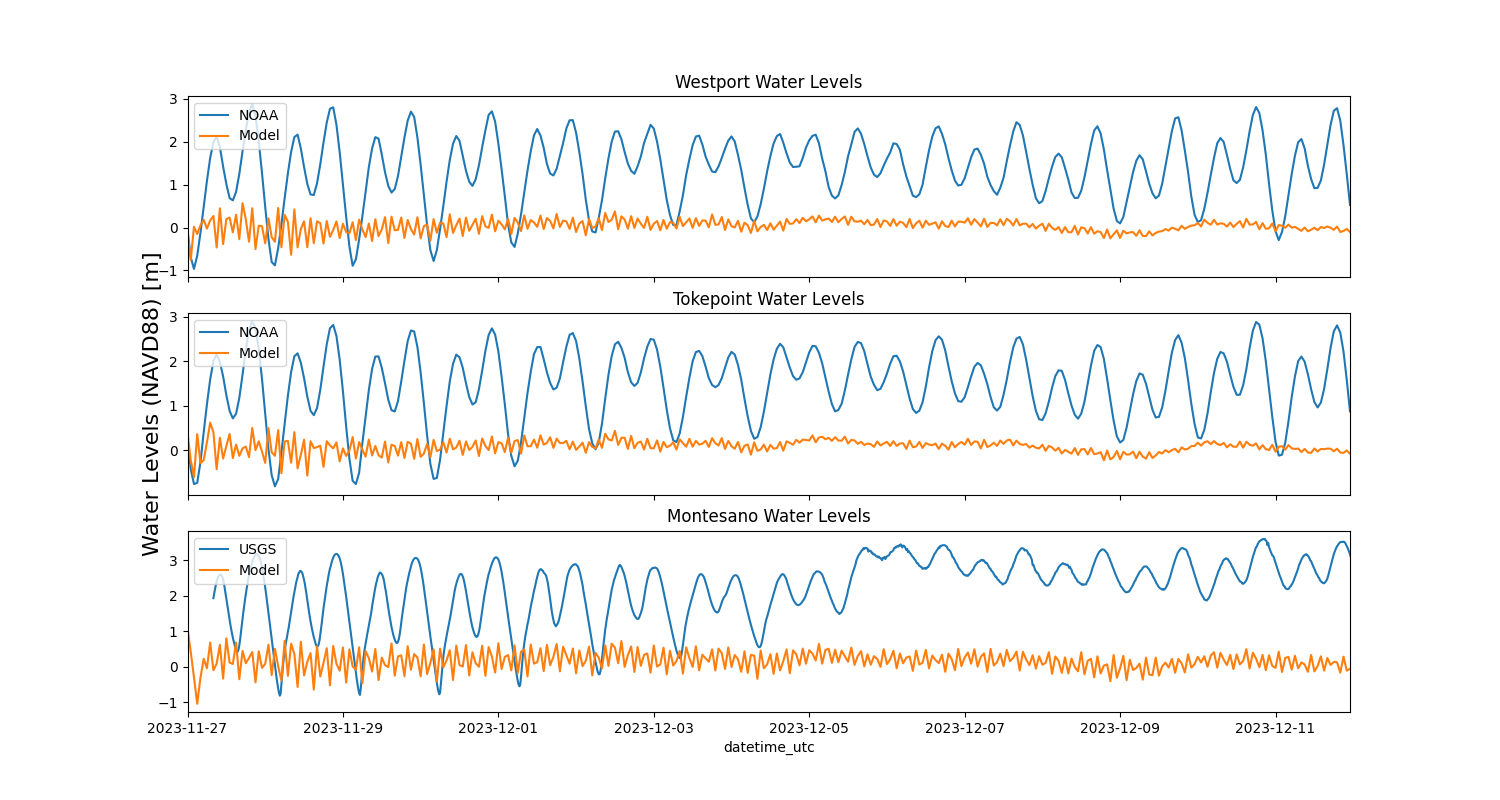 Westport Water Levels
3
2
1
0
−1
NOAA
Model
Tokepoint Water Levels
3
2
1
0
NOAA
Model
Water Levels (NAVD88) [m]
Montesano Water Levels
3
2
1
0
−1
USGS
Model
2023-11-27 2023-11-29 2023-12-01 2023-12-03 2023-12-05 2023-12-07 2023-12-09 2023-12-11
datetime_utc